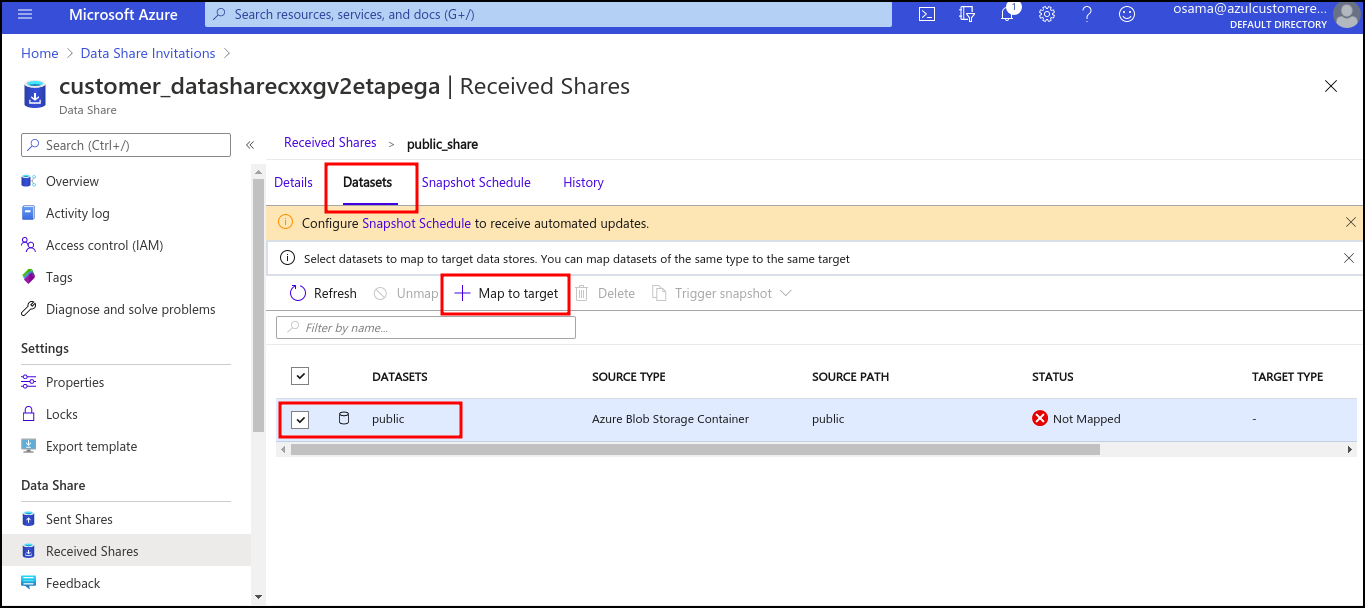 Microsoft Azure
Search resources, services, and docs (G+/)
1
osama@azulcustomere...
DEFAULT DIRECTORY
Home > Data Share Invitations >
customer_datasharecxxgv2etapega | Received Shares
Data Share
Search (Ctrl+/)
«
Overview
Activity log
Access control (IAM)
Tags
Diagnose and solve problems
Settings
Properties
Locks
Export template
Data Share
Sent Shares
Received Shares
Feedback
Received Shares > public_share
Details Datasets Snapshot Schedule History
Configure Snapshot Schedule to receive automated updates.
Select datasets to map to target data stores. You can map datasets of the same type to the same target
Refresh Unmap Map to target Delete Trigger snapshot
Filter by name...
DATASETS SOURCE TYPE SOURCE PATH STATUS TARGET TYPE
public Azure Blob Storage Container public Not Mapped -